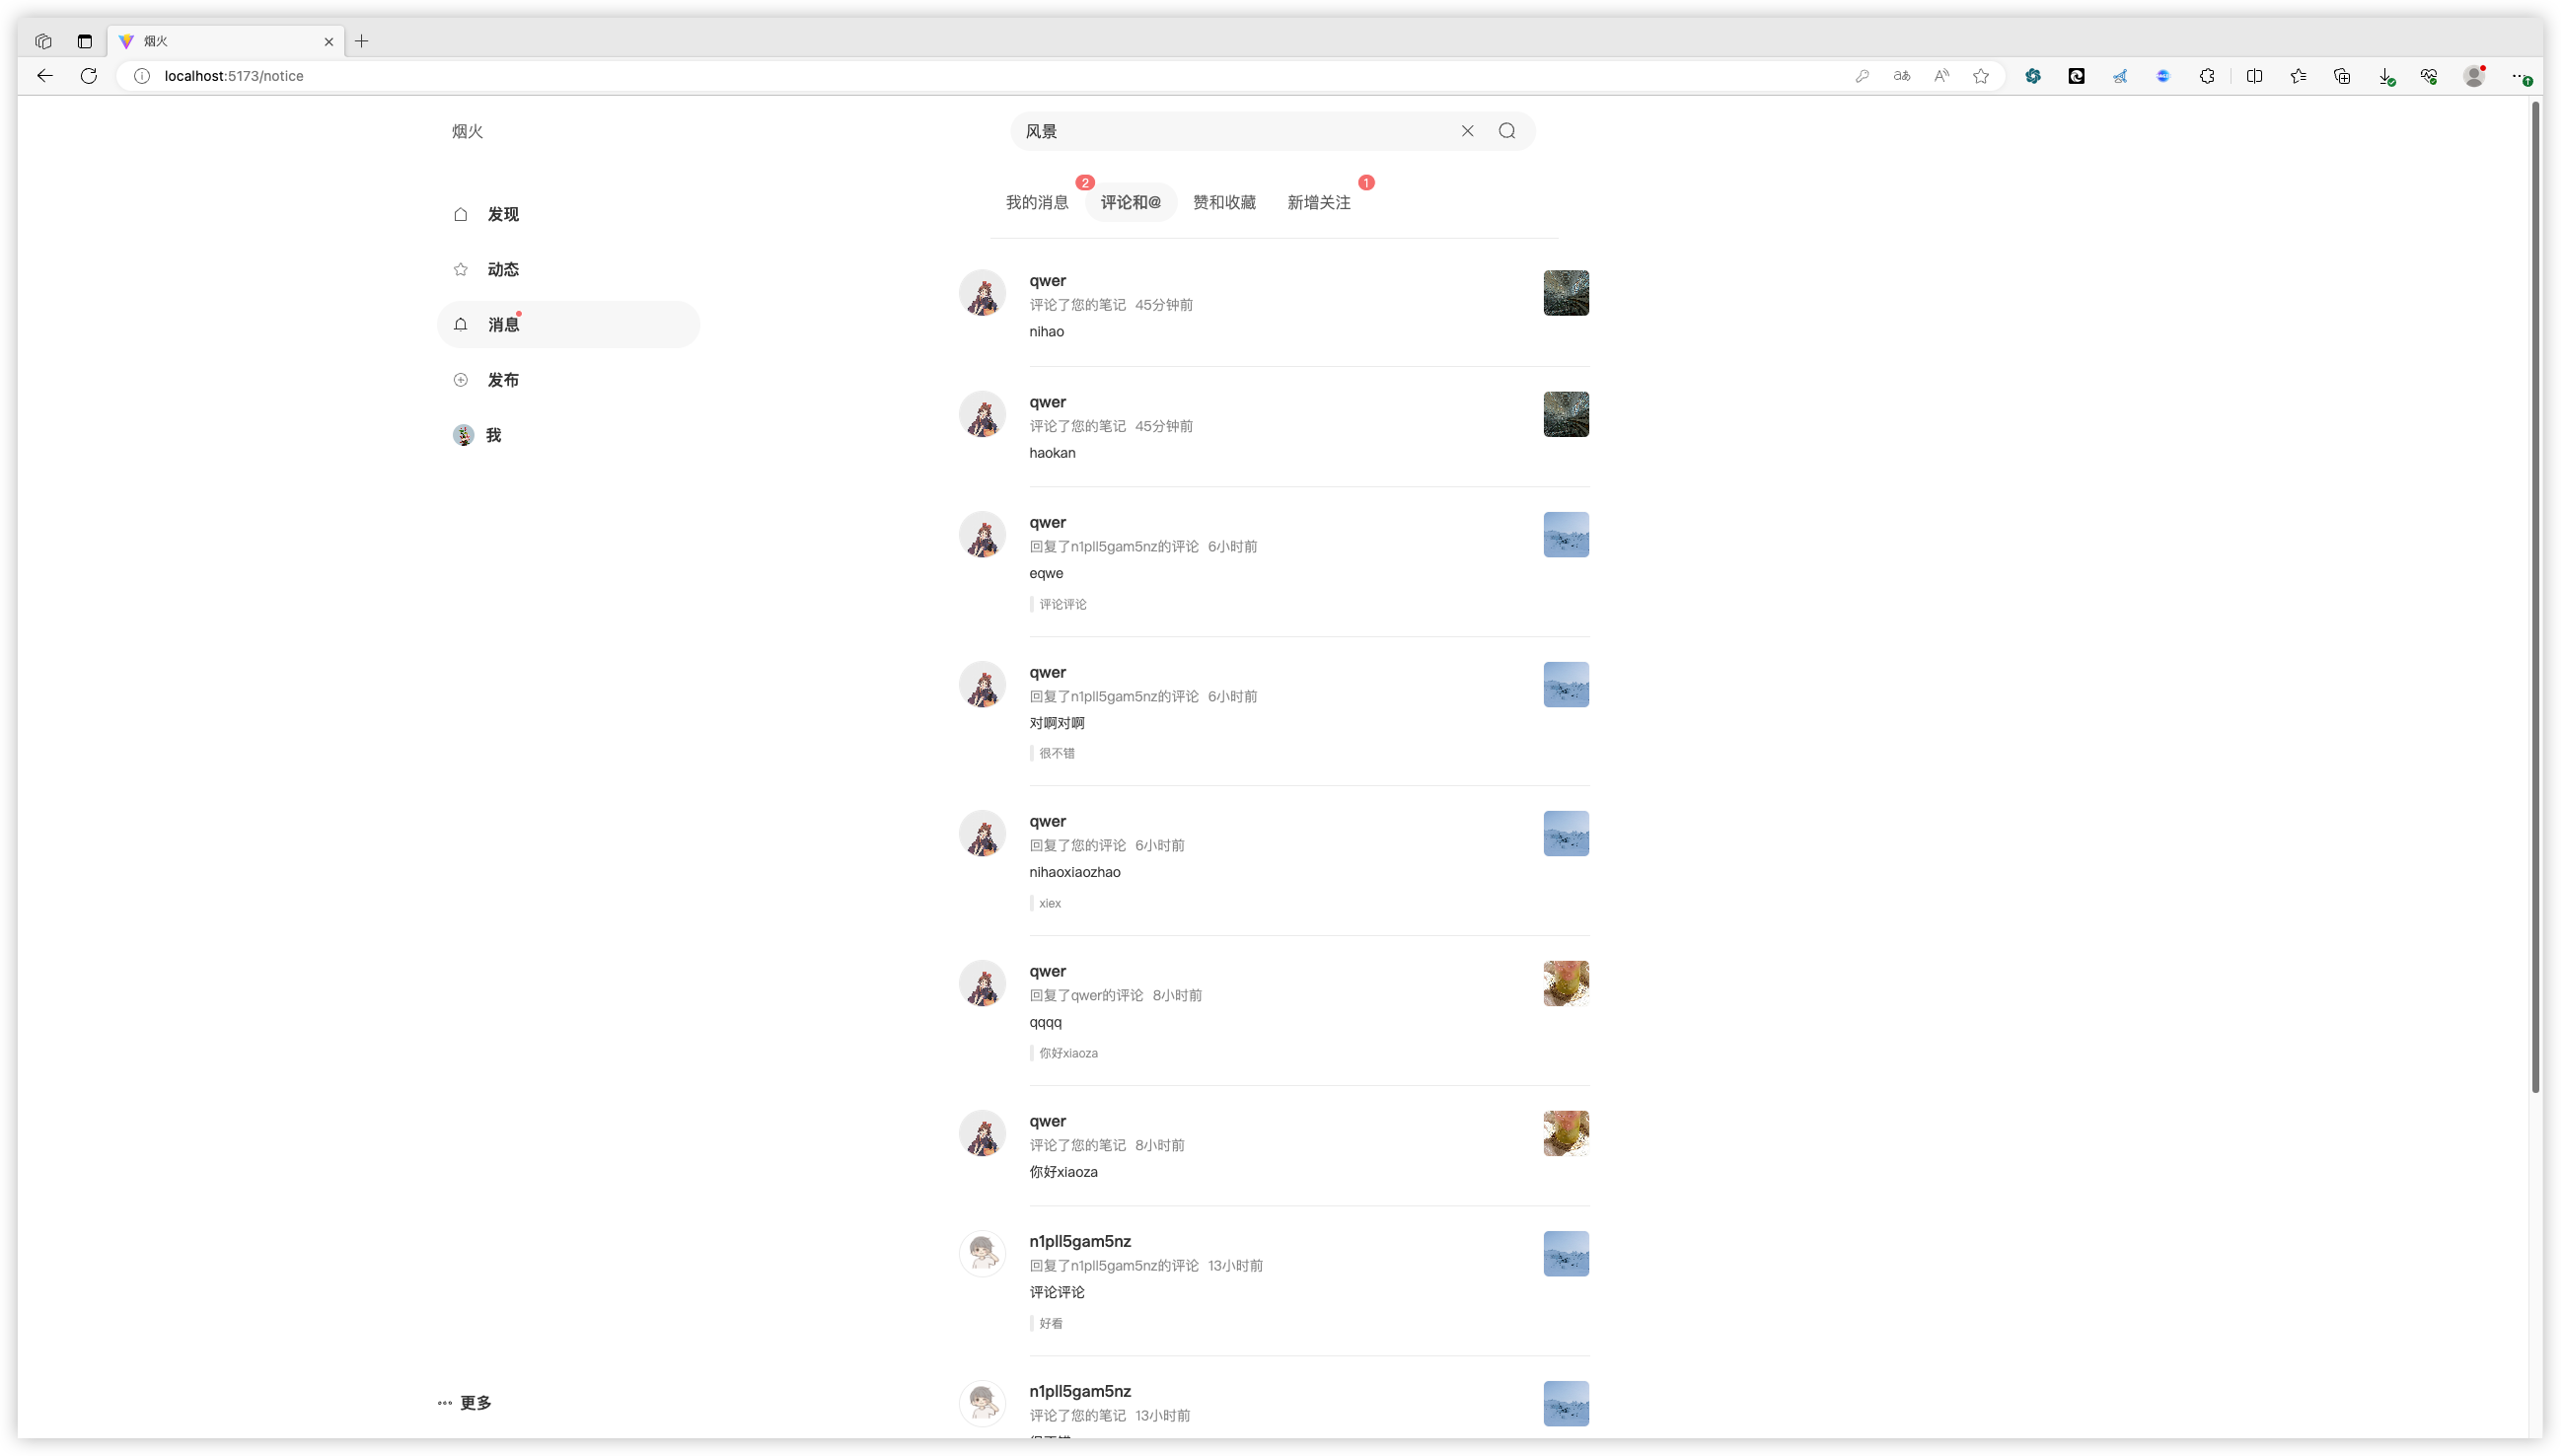 烟火
localhost:5173/notice
烟火
风景
发现
动态
消息
发布
我
更多
我的消息 2 评论和@ 赞和收藏 新增关注 1
qwer
评论了您的笔记 45分钟前
nihao
qwer
评论了您的笔记 45分钟前
haokan
qwer
回复了n1pll5gam5nz的评论 6小时前
eqwe
评论评论
qwer
回复了n1pll5gam5nz的评论 6小时前
对啊对啊
很不错
qwer
回复了您的评论 6小时前
nihaoxiaozhao
xiex
qwer
回复了qwer的评论 8小时前
qqqq
你好xiaoza
qwer
评论了您的笔记 8小时前
你好xiaoza
n1pll5gam5nz
回复了n1pll5gam5nz的评论 13小时前
评论评论
好看
n1pll5gam5nz
评论了您的笔记 13小时前